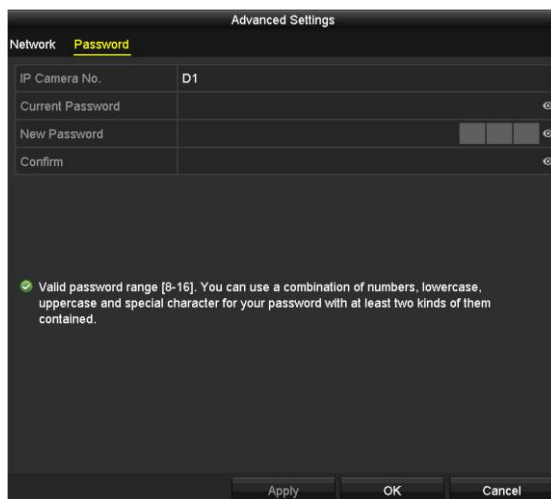 Advanced Settings
Network Password
IP Camera No. D1
Current Password
New Password
Confirm
Valid password range [8-16]. You can use a combination of numbers, lowercase,
uppercase and special character for your password with at least two kinds of them
contained.
Apply OK Cancel